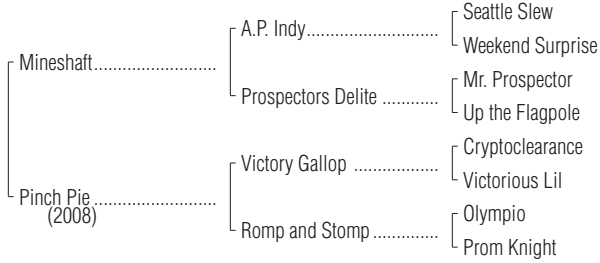 Seattle Slew
A.P. Indy..............................
Weekend Surprise
Mineshaft............................
Mr. Prospector
Prospectors Delite .............
Up the Flagpole
Cryptoclearance
Victory Gallop ...................
Victorious Lil
Pinch Pie............................
(2008)
Olympio
Romp and Stomp...............
Prom Knight